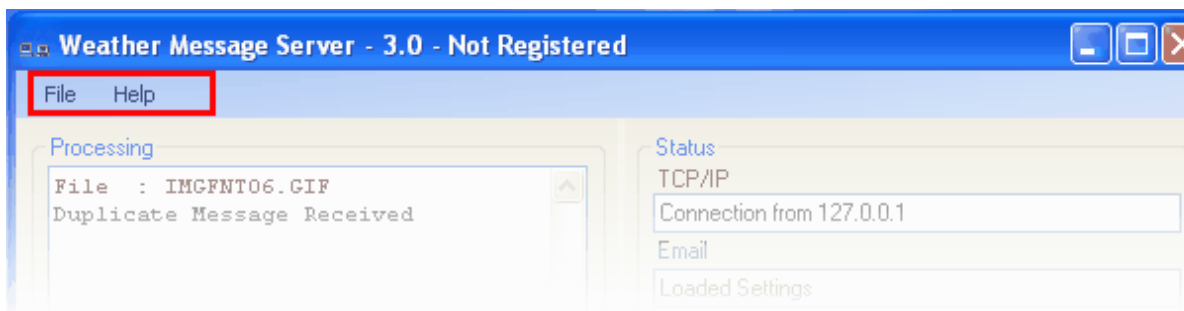 Weather Message Server - 3.0 - Not Registered
File Help
Processing
File : IMGFNT06.GIF
Duplicate Message Received
Status
TCP/IP
Connection from 127.0.0.1
Email
Loaded Settings